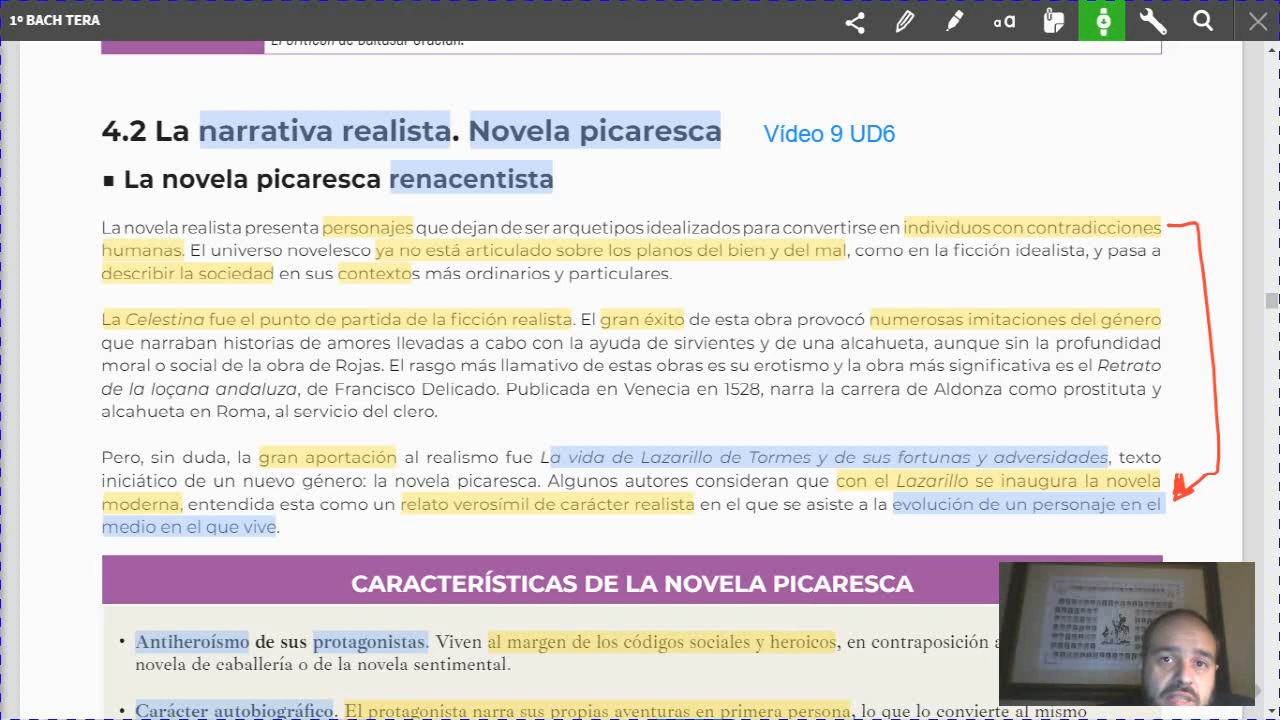 1º BACH TERA
aa
El criticón de Baltasar Gracián.
4.2 La narrativa realista. Novela picaresca
Vídeo 9 UD6
▪ La novela picaresca renacentista
La novela realista presenta personajes que dejan de ser arquetipos idealizados para convertirse en individuos con contradicciones
humanas. El universo novelesco ya no está articulado sobre los planos del bien y del mal, como en la ficción idealista, y pasa a
describir la sociedad en sus contextos más ordinarios y particulares.
La Celestina fue el punto de partida de la ficción realista. El gran éxito de esta obra provocó numerosas imitaciones del género
que narraban historias de amores llevadas a cabo con la ayuda de sirvientes y de una alcahueta, aunque sin la profundidad
moral o social de la obra de Rojas. El rasgo más llamativo de estas obras es su erotismo y la obra más significativa es el Retrato
de la loçana andaluza, de Francisco Delicado. Publicada en Venecia en 1528, narra la carrera de Aldonza como prostituta y
alcahueta en Roma, al servicio del clero.
Pero, sin duda, la gran aportación al realismo fue La vida de Lazarillo de Tormes y de sus fortunas y adversidades, texto
iniciático de un nuevo género: la novela picaresca. Algunos autores consideran que con el Lazarillo se inaugura la novela
moderna, entendida esta como un relato verosímil de carácter realista en el que se asiste a la evolución de un personaje en el
medio en el que vive.
CARACTERÍSTICAS DE LA NOVELA PICARESCA
• Antiheroísmo de sus protagonistas. Viven al margen de los códigos sociales y heroicos, en contraposición a
novela de caballería o de la novela sentimental.
• Carácter autobiográfico. El protagonista narra sus propias aventuras en primera persona, lo que lo convierte al mismo